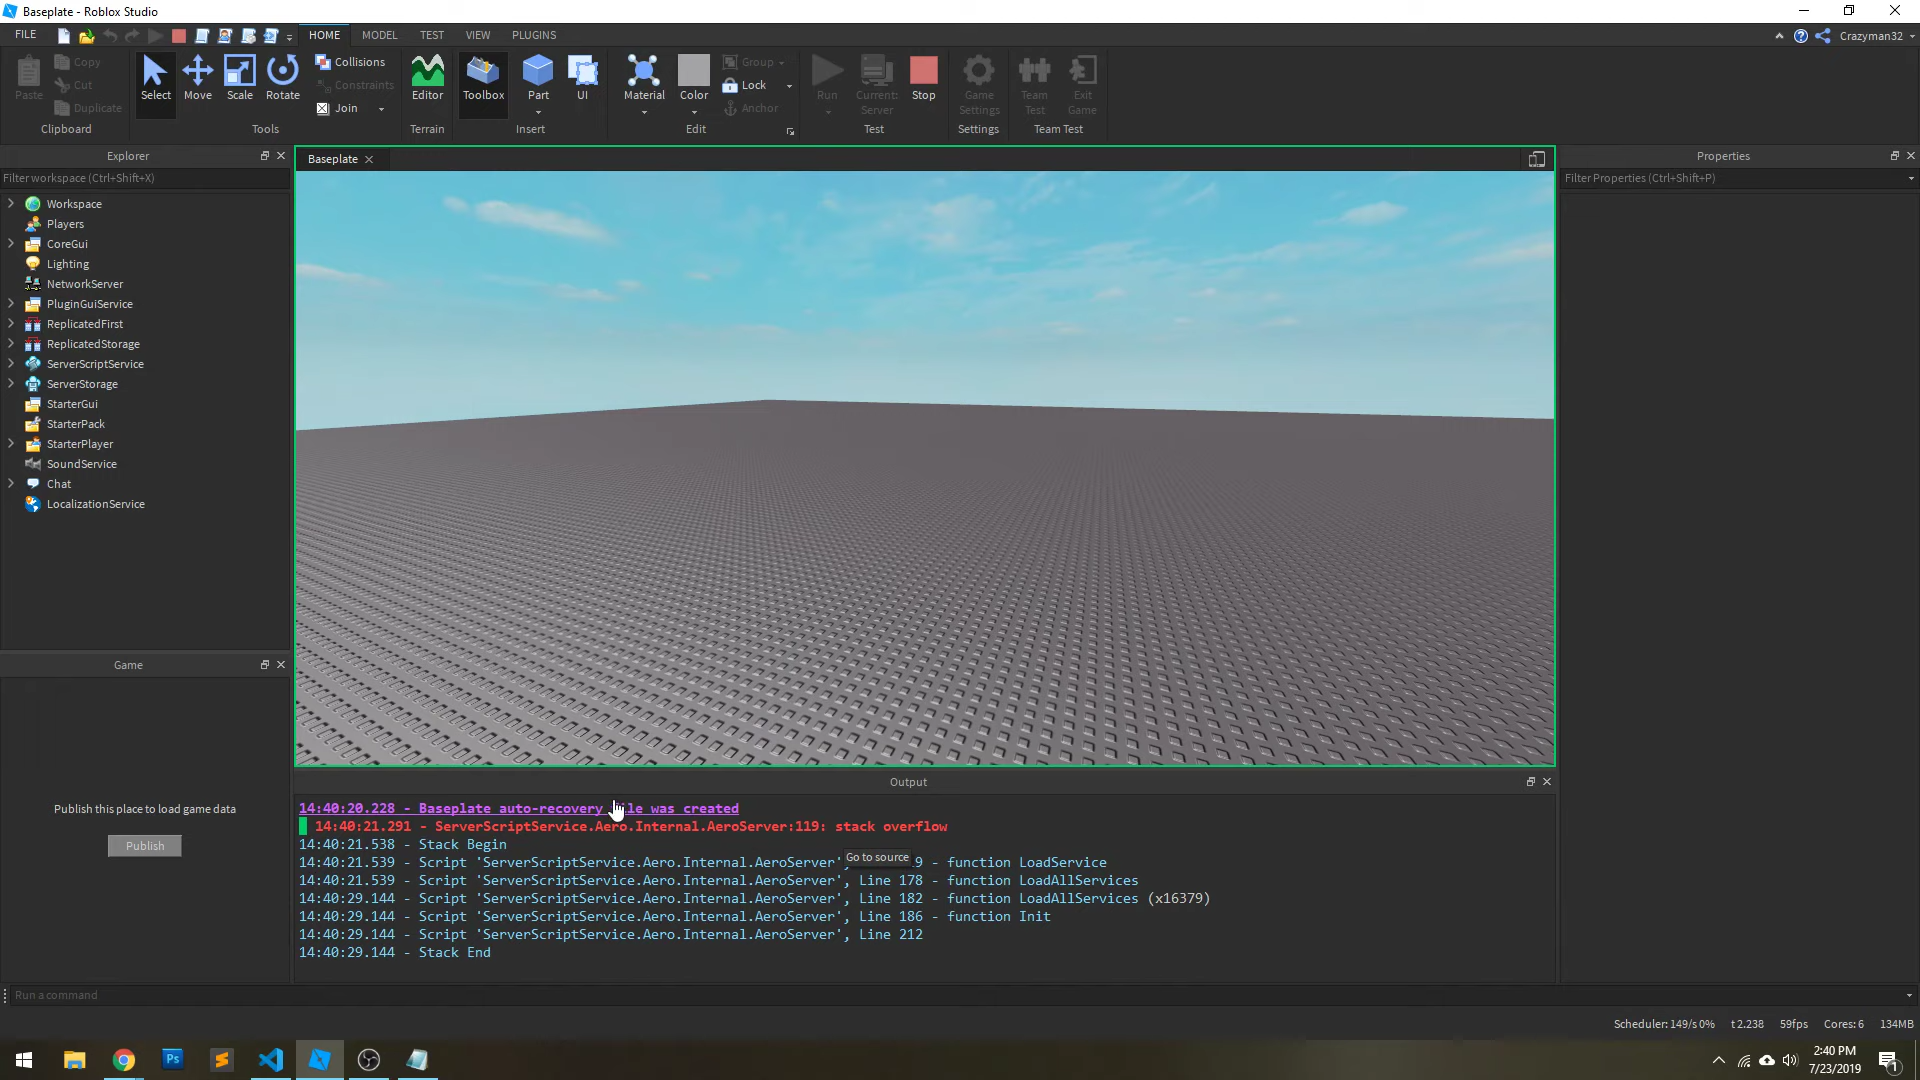 Baseplate - Roblox Studio
FILE
HOME
MODEL
TEST
VIEW
PLUGINS
Crazyman32
Paste
Copy
Cut
Duplicate
Clipboard
Select
Move
Scale
Rotate
Collisions
Constraints
Join
Tools
Editor
Terrain
Toolbox
Part
UI
Insert
Material
Color
Group
Lock
Anchor
Edit
Run
Current:
Server
Stop
Test
Game
Settings
Settings
Team
Test
Exit
Game
Team Test
Explorer
Filter workspace (Ctrl+Shift+X)
Workspace
Players
CoreGui
Lighting
NetworkServer
PluginGuiService
ReplicatedFirst
ReplicatedStorage
ServerScriptService
ServerStorage
StarterGui
StarterPack
StarterPlayer
SoundService
Chat
LocalizationService
Baseplate
Properties
Filter Properties (Ctrl+Shift+P)
Game
Publish this place to load game data
Publish
Output
14:40:20.228 - Baseplate auto-recovery file was created
14:40:21.291 - ServerScriptService.Aero.Internal.AeroServer:119: stack overflow
14:40:21.538 - Stack Begin
14:40:21.539 - Script 'ServerScriptService.Aero.Internal.AeroServer' 9 - function LoadService
Go to source
14:40:21.539 - Script 'ServerScriptService.Aero.Internal.AeroServer', Line 178 - function LoadAllServices
14:40:29.144 - Script 'ServerScriptService.Aero.Internal.AeroServer', Line 182 - function LoadAllServices (x16379)
14:40:29.144 - Script 'ServerScriptService.Aero.Internal.AeroServer', Line 186 - function Init
14:40:29.144 - Script 'ServerScriptService.Aero.Internal.AeroServer', Line 212
14:40:29.144 - Stack End
Run a command
Scheduler: 149/s 0% t 2.238 59fps Cores: 6 134MB
Ps
2:40 PM
7/23/2019
1